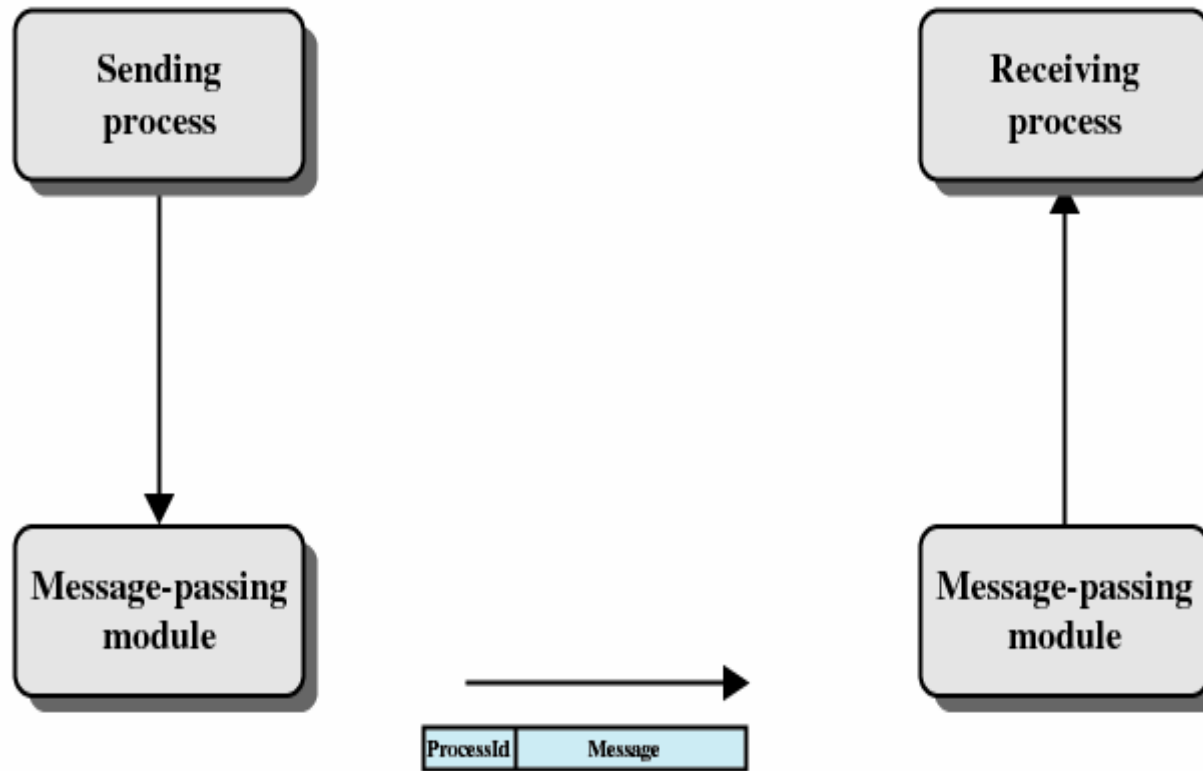 Sending
process
Receiving
process
Message-passing
module
Message-passing
module
ProcessId
Message